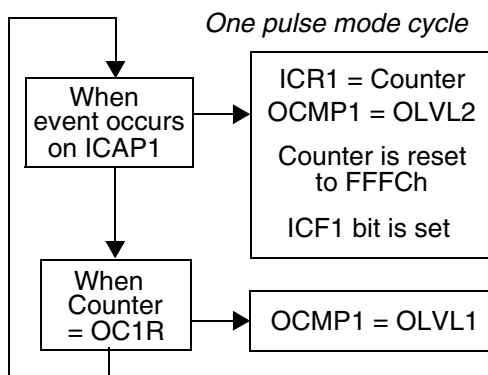 One pulse mode cycle
When
event occurs
on ICAP1
ICR1 = Counter
OCMP1 = OLVL2
Counter is reset
to FFFCh
ICF1 bit is set
When
Counter
= OC1R
OCMP1 = OLVL1